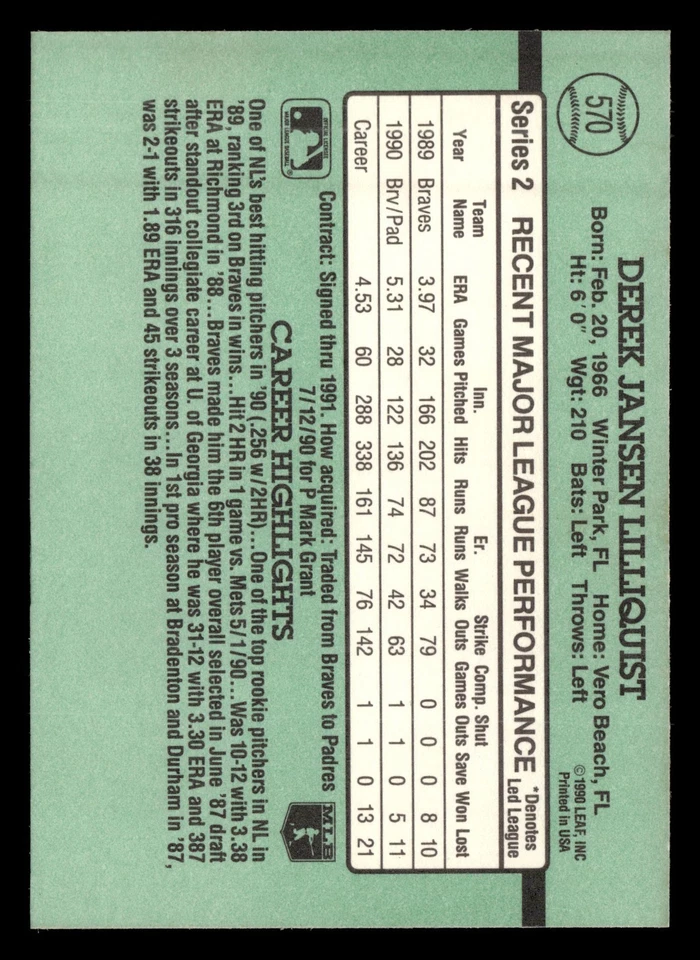 570
DEREK JANSEN LILLIQUIST
Born: Feb. 20, 1966 Winter Park, FL Home: Vero Beach, FL
Ht: 6' 0" Wgt: 210 Bats: Left Throws: Left
©1990 LEAF, INC
Printed in USA
Series 2 RECENT MAJOR LEAGUE PERFORMANCE *Denotes Led League
Year Team Name ERA Games Inn. Pitched Hits Runs Er. Runs Walks Strike Outs Comp. Games Shut Outs Save Won Lost
1989 Braves 3.97 32 166 202 87 73 34 79 0 0 0 8 10
1990 Brv/Pad 5.31 28 122 136 74 72 42 63 1 1 0 5 11
Career 4.53 60 288 338 161 145 76 142 1 1 0 13 21
OFFICIAL LICENSEE
MAJOR LEAGUE BASEBALL
®
Contract: Signed thru 1991. How acquired: Traded from Braves to Padres
7/12/90 for P Mark Grant
MLB
CAREER HIGHLIGHTS
One of NL's best hitting pitchers in '90 (.256 w/2HR)...One of the top rookie pitchers in NL in
'89, ranking 3rd on Braves in wins...Hit 2 HR in 1 game vs. Mets 5/1/90...Was 10-12 with 3.38
ERA at Richmond in '88...Braves made him the 6th player overall selected in June '87 draft
after standout collegiate career at U. of Georgia where he was 31-12 with 3.30 ERA and 387
strikeouts in 316 innings over 3 seasons...In 1st pro season at Bradenton and Durham in '87,
was 2-1 with 1.89 ERA and 45 strikeouts in 38 innings.